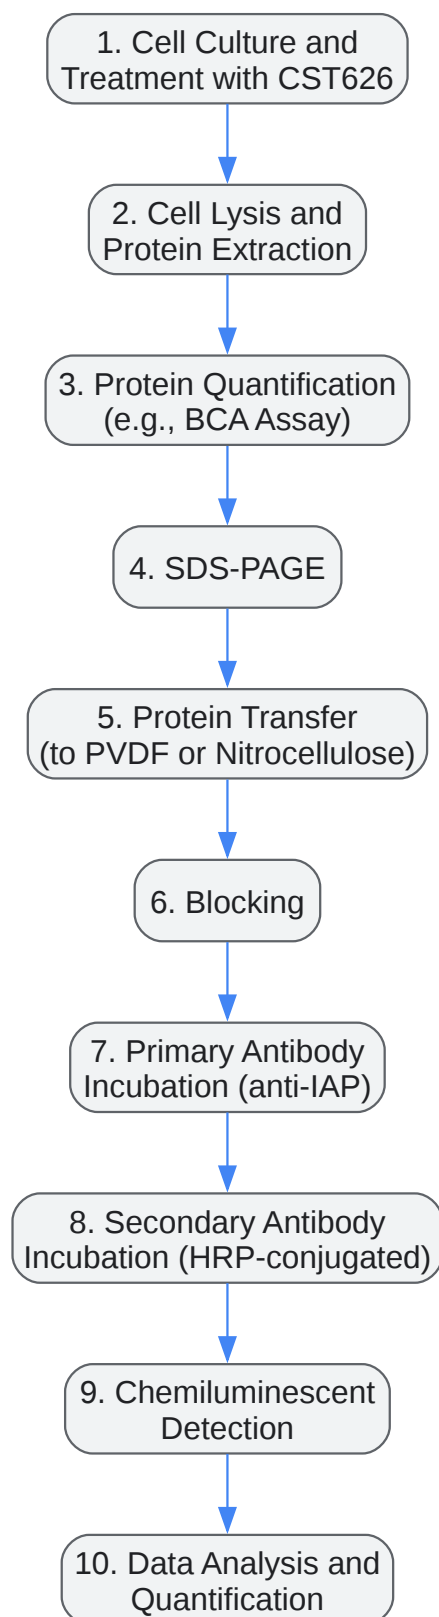 1. Cell Culture and
Treatment with CST626
2. Cell Lysis and
Protein Extraction
3. Protein Quantification
(e.g., BCA Assay)
4. SDS-PAGE
5. Protein Transfer
(to PVDF or Nitrocellulose)
6. Blocking
7. Primary Antibody
Incubation (anti-IAP)
8. Secondary Antibody
Incubation (HRP-conjugated)
9. Chemiluminescent
Detection
10. Data Analysis and
Quantification